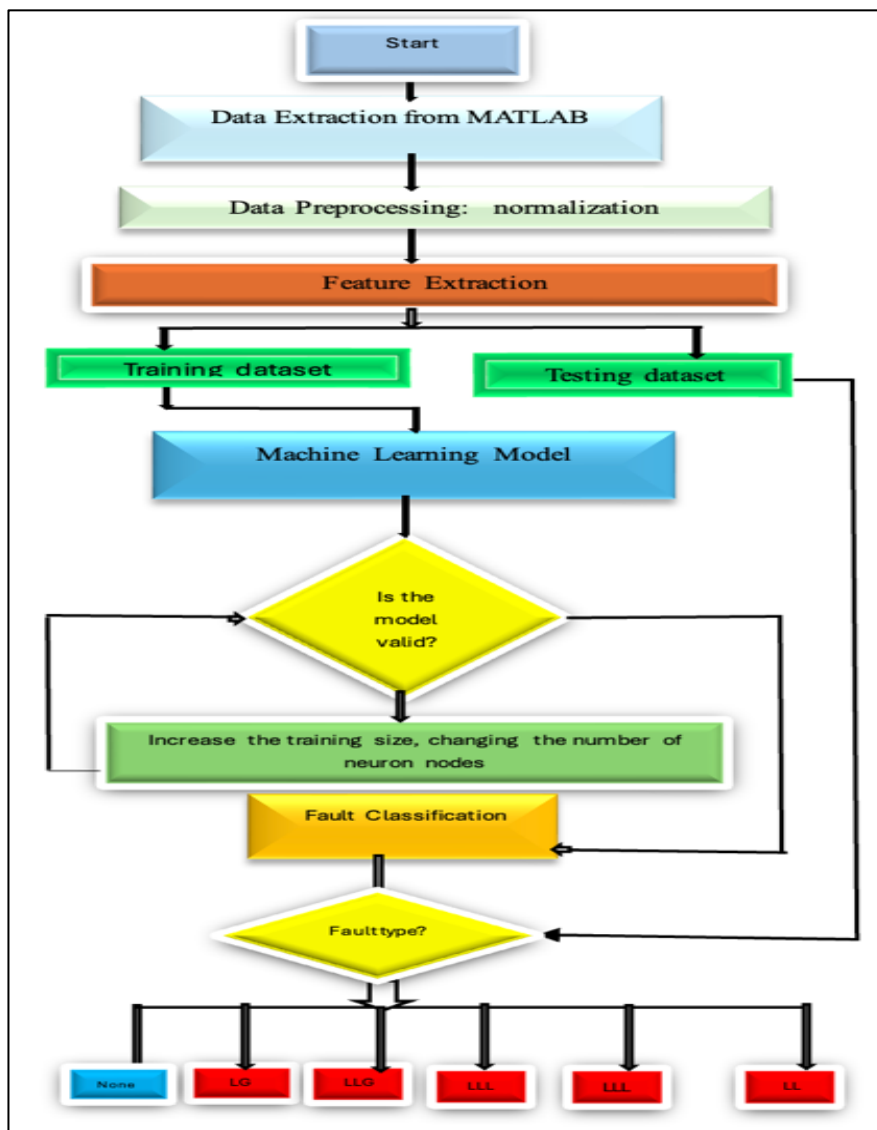 Start
Data Extraction from MATLAB
Data Preprocessing: normalization
Feature Extraction
Training dataset
Testing dataset
Machine Learning Model
Is the
model
valid?
Increase the training size, changing the number of
neuron nodes
Fault Classification
Faulttype?
None
LG
LLG
LLL
LLL
LL